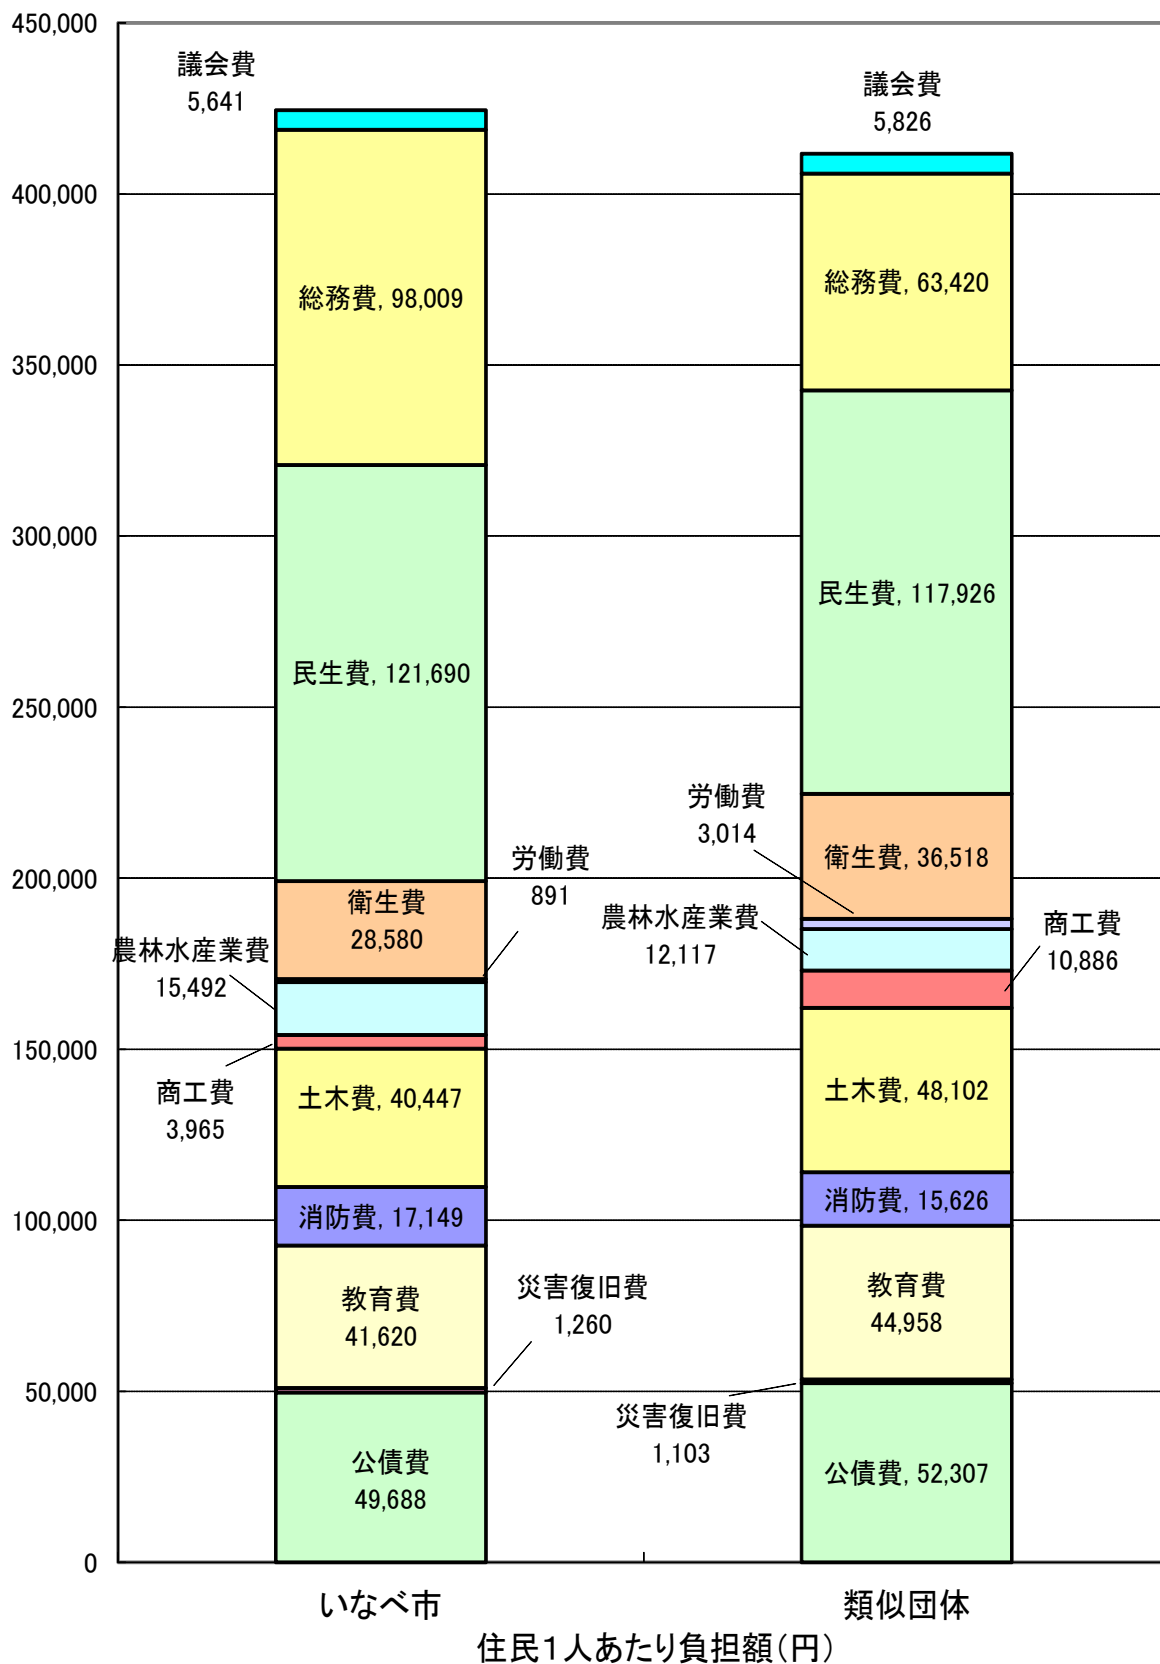 450,000
400,000
350,000
300,000
250,000
200,000
150,000
100,000
50,000
0
議会費
5,641
総務費, 98,009
民生費, 121,690
衛生費
28,580
労働費
891
農林水産業費
15,492
商工費
3,965
土木費, 40,447
消防費, 17,149
教育費
41,620
災害復旧費
1,260
公債費
49,688
議会費
5,826
総務費, 63,420
民生費, 117,926
衛生費, 36,518
労働費
3,014
農林水産業費
12,117
商工費
10,886
土木費, 48,102
消防費, 15,626
教育費
44,958
災害復旧費
1,103
公債費, 52,307
いなべ市
類似団体
住民1人あたり負担額(円)